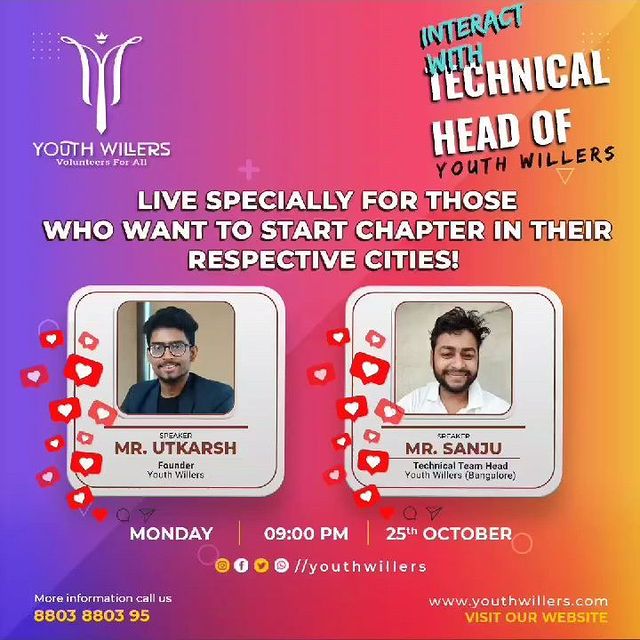 YOUTH WILLERS
Volunteers For All
INTERACT
WITH
TECHNICAL
HEAD OF
YOUTH WILLERS
LIVE SPECIALLY FOR THOSE
WHO WANT TO START CHAPTER IN THEIR
RESPECTIVE CITIES!
SPEAKER
MR. UTKARSH
Founder
Youth Willers
SPEAKER
MR. SANJU
Technical Team Head
Youth Willers (Bangalore)
MONDAY | 09:00 PM | 25th OCTOBER
//youthwillers
More information call us
8803 8803 95
www.youthwillers.com
VISIT OUR WEBSITE